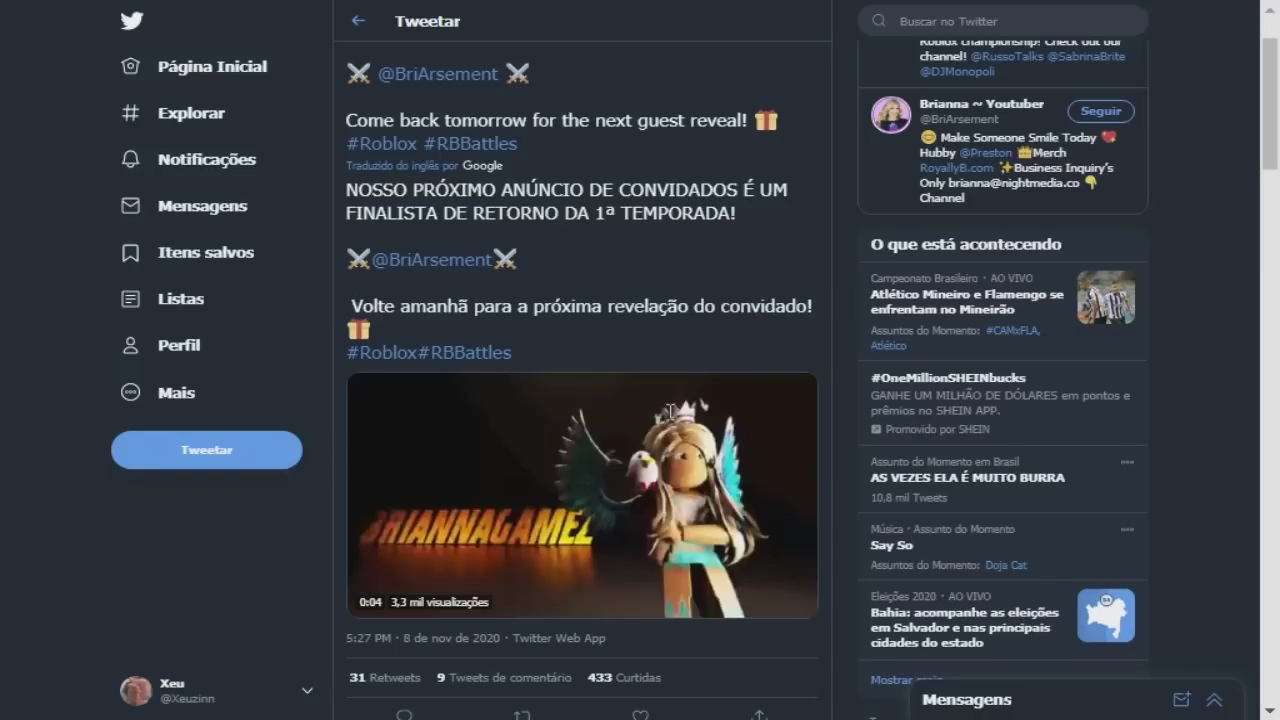 Página Inicial
Explorar
Notificações
Mensagens
Itens salvos
Listas
Perfil
Mais
Tweetar
Xeu
@Xeuzinn
Tweetar
@BriArsement
Come back tomorrow for the next guest reveal!
#Roblox #RBBattles
Traduzido do inglês por Google
NOSSO PRÓXIMO ANÚNCIO DE CONVIDADOS É UM
FINALISTA DE RETORNO DA 1ª TEMPORADA!
@BriArsement
Volte amanhã para a próxima revelação do convidado!
#Roblox#RBBattles
BRIANNAGAMEZ
0:04 3,3 mil visualizações
5:27 PM · 8 de nov de 2020 · Twitter Web App
31 Retweets 9 Tweets de comentário 433 Curtidas
Buscar no Twitter
Roblox championship! Check out our
channel! @RussoTalks @SabrinaBrite
@DJMonopoli
Brianna ~ Youtuber
@BriArsement
Seguir
Make Someone Smile Today
Hubby @Preston Merch
RoyallyB.com Business Inquiry's
Only brianna@nightmedia.co
Channel
O que está acontecendo
Campeonato Brasileiro · AO VIVO
Atlético Mineiro e Flamengo se
enfrentam no Mineirão
Assuntos do Momento: #CAMxFLA,
Atlético
#OneMillionSHEINbucks
GANHE UM MILHÃO DE DÓLARES em pontos e
prêmios no SHEIN APP.
Promovido por SHEIN
Assunto do Momento em Brasil
AS VEZES ELA É MUITO BURRA
10,8 mil Tweets
Música · Assunto do Momento
Say So
Assuntos do Momento: Doja Cat
Eleições 2020 · AO VIVO
Bahia: acompanhe as eleições
em Salvador e nas principais
cidades do estado
Mostrar mais
Mensagens